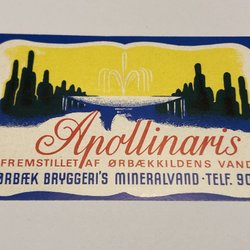 Apollinaris
FREMSTILLET AF ØRBÆKKILDENS VAND
ØRBÆK BRYGGERI'S MINERALVAND · TELF. 90